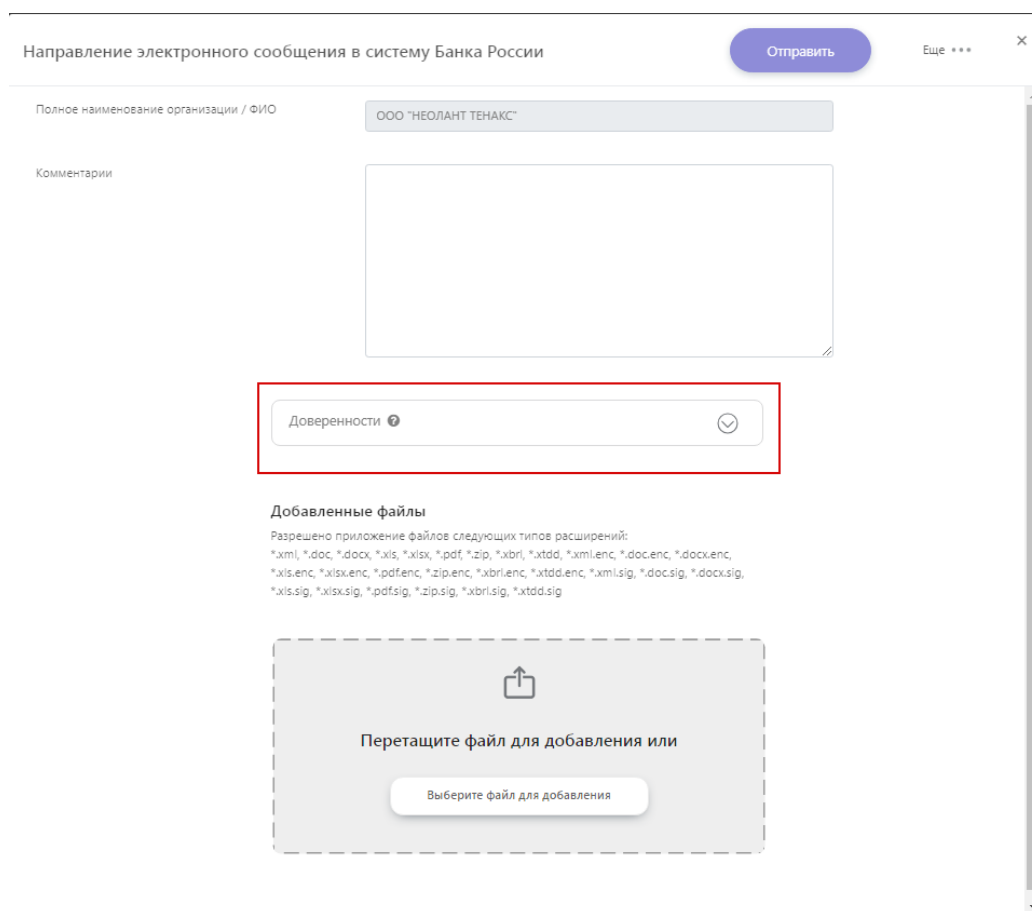 Направление электронного сообщения в систему Банка России
Отправить
Еще •••
Полное наименование организации / ФИО
ООО "НЕОЛАНТ ТЕНАКС"
Комментарии
Доверенности
Добавленные файлы
Разрешено приложение файлов следующих типов расширений:
*.xml, *.doc, *.docx, *.xls, *.xlsx, *.pdf, *.zip, *.xbrl, *.xtdd, *.xml.enc, *.doc.enc, *.docx.enc,
*.xls.enc, *.xlsx.enc, *.pdf.enc, *.zip.enc, *.xbrl.enc, *.xtdd.enc, *.xml.sig, *.doc.sig, *.docx.sig,
*.xls.sig, *.xlsx.sig, *.pdf.sig, *.zip.sig, *.xbrl.sig, *.xtdd.sig
Перетащите файл для добавления или
Выберите файл для добавления